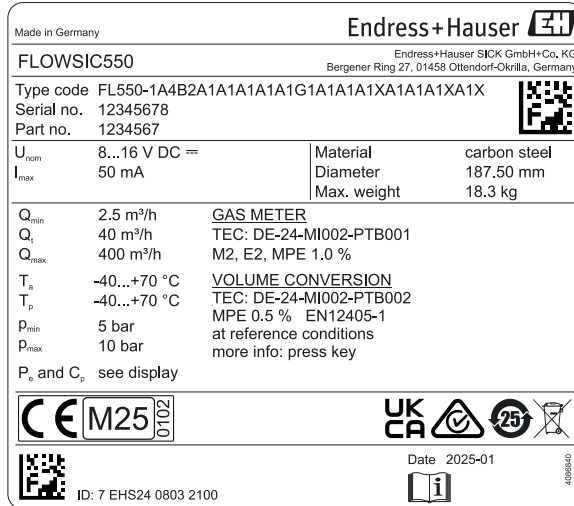 Made in Germany
Endress+Hauser EH
FLOWSIC550
Endress+Hauser SICK GmbH+Co. KG
Bergener Ring 27, 01458 Ottendorf-Okrilla, Germany
Type code FL550-1A4B2A1A1A1A1A1G1A1A1A1XA1A1A1XA1X
Serial no. 12345678
Part no. 1234567
Unom 8...16 V DC ⎓
Imax 50 mA
Material carbon steel
Diameter 187.50 mm
Max. weight 18.3 kg
Qmin 2.5 m³/h
Qt 40 m³/h
Qmax 400 m³/h
Ta -40...+70 °C
Tp -40...+70 °C
pmin 5 bar
pmax 10 bar
Pe and Cp see display
GAS METER
TEC: DE-24-MI002-PTB001
M2, E2, MPE 1.0 %
VOLUME CONVERSION
TEC: DE-24-MI002-PTB002
MPE 0.5 % EN12405-1
at reference conditions
more info: press key
CE M25 0102
UK
CA
25
ID: 7 EHS24 0803 2100
Date 2025-01
i
4086840